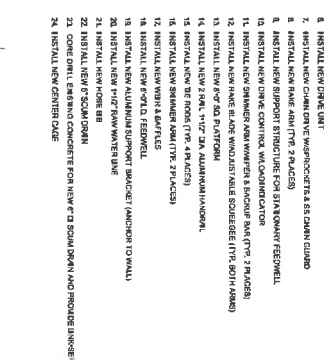 6. INSTALL NEW DRIVE UNIT
7. INSTALL NEW CHAIN DRIVE W/SPROCKETS & SS CHAIN GUARD
8. INSTALL NEW RAKE ARM (TYP. 2 PLACES)
9. INSTALL NEW SUPPORT STRUCTURE FOR STATIONARY FEEDWELL
10. INSTALL NEW DRIVE CONTROL W/LOAD INDICATOR
11. INSTALL NEW SKIMMER ARM W/WIPER & BACKUP BAR (TYP. 2 PLACES)
12. INSTALL NEW RAKE BLADE W/ADJUSTABLE SQUEEGEE (TYP. BOTH ARMS)
13. INSTALL NEW 8'-0" SQ. PLATFORM
14. INSTALL NEW 2 RAIL 1-1/2" DIA. ALUMINUM HANDRAIL
15. INSTALL NEW TIE RODS (TYP. 4 PLACES)
16. INSTALL NEW SKIMMER ARM (TYP. 2 PLACES)
17. INSTALL NEW WEIR & BAFFLES
18. INSTALL NEW 8'-0" I.D. FEEDWELL
19. INSTALL NEW ALUMINUM SUPPORT BRACKET (ANCHOR TO WALL)
20. INSTALL NEW 1-1/2" RAW WATER LINE
21. INSTALL NEW HOSE BIB
22. INSTALL NEW 6" SCUM DRAIN
23. CORE DRILL EXISTING CONCRETE FOR NEW 6" Ø SCUM DRAIN AND PROVIDE LINK-SE
24. INSTALL NEW CENTER CAGE